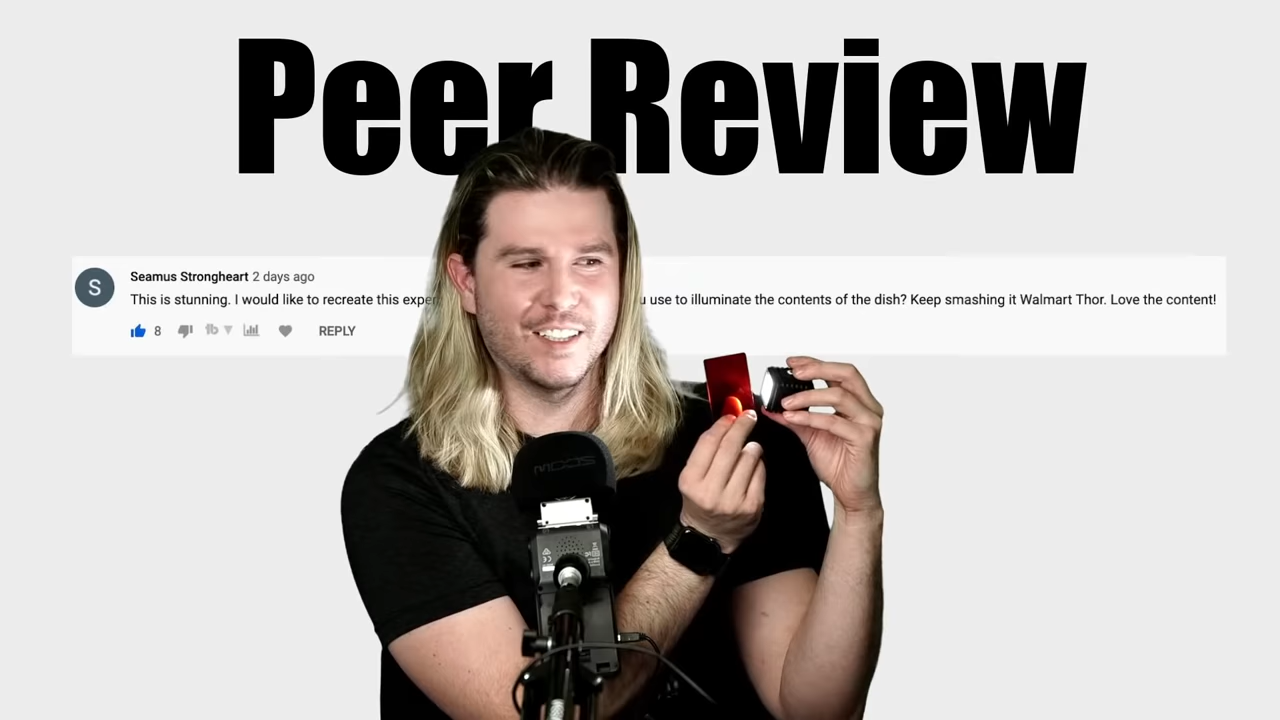 Peer Review
S
Seamus Strongheart 2 days ago
This is stunning. I would like to recreate this use to illuminate the contents of the dish? Keep smashing it Walmart Thor. Love the content!
8 REPLY